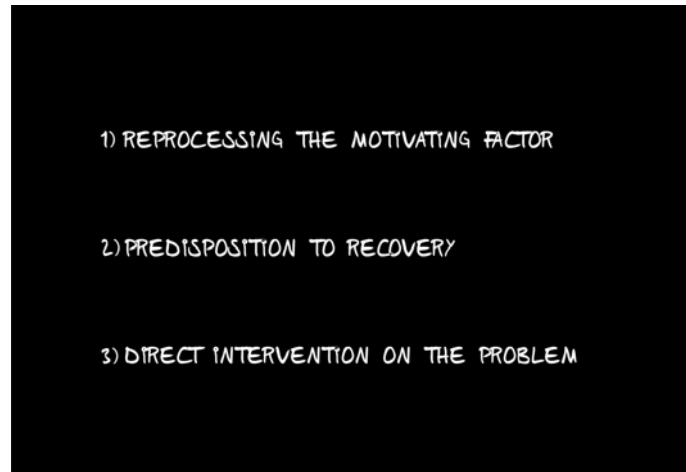 1) REPROCESSING THE MOTIVATING FACTOR
2) PREDISPOSITION TO RECOVERY
3) DIRECT INTERVENTION ON THE PROBLEM